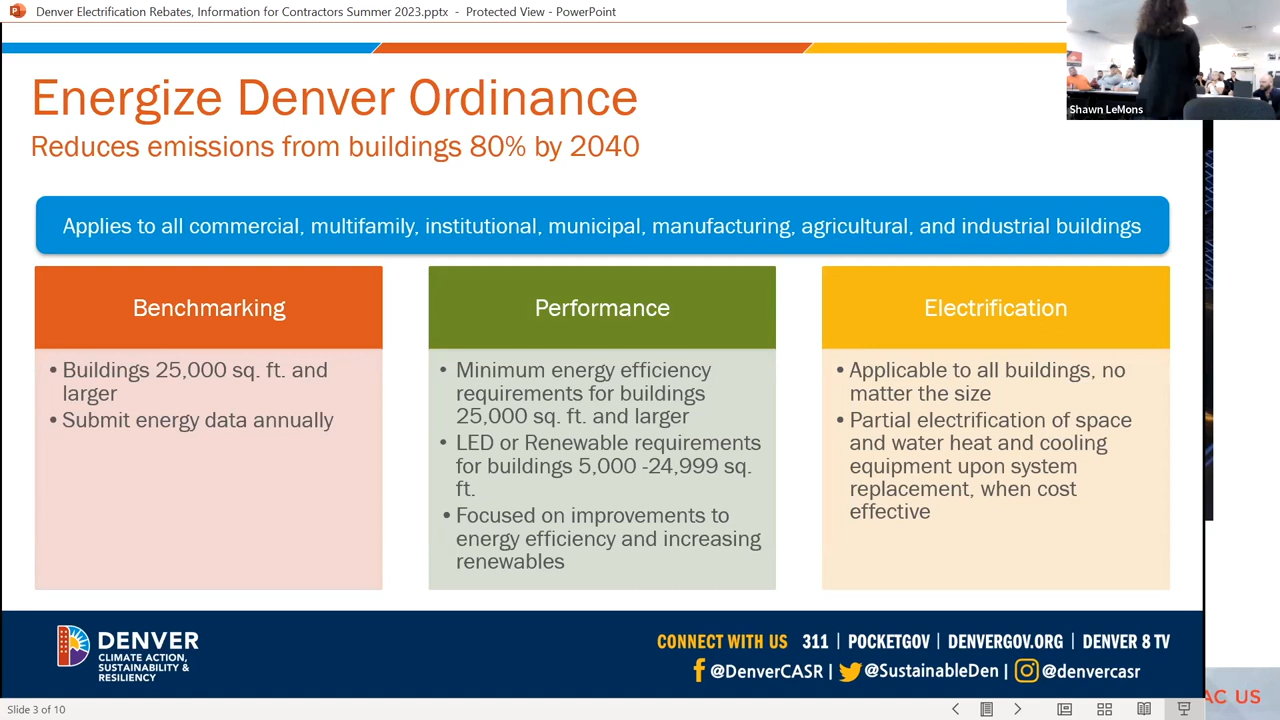 Denver Electrification Rebates, Information for Contractors Summer 2023.pptx - Protected View - PowerPoint
Shawn LeMons
Energize Denver Ordinance
Reduces emissions from buildings 80% by 2040
Applies to all commercial, multifamily, institutional, municipal, manufacturing, agricultural, and industrial buildings
Benchmarking
• Buildings 25,000 sq. ft. and
larger
• Submit energy data annually
Performance
• Minimum energy efficiency
requirements for buildings
25,000 sq. ft. and larger
• LED or Renewable requirements
for buildings 5,000 -24,999 sq.
ft.
• Focused on improvements to
energy efficiency and increasing
renewables
Electrification
• Applicable to all buildings, no
matter the size
• Partial electrification of space
and water heat and cooling
equipment upon system
replacement, when cost
effective
DENVER
CLIMATE ACTION,
SUSTAINABILITY &
RESILIENCY
CONNECT WITH US 311 | POCKETGOV | DENVERGOV.ORG | DENVER 8 TV
@DenverCASR | @SustainableDen | @denvercasr
AC US
Slide 3 of 10